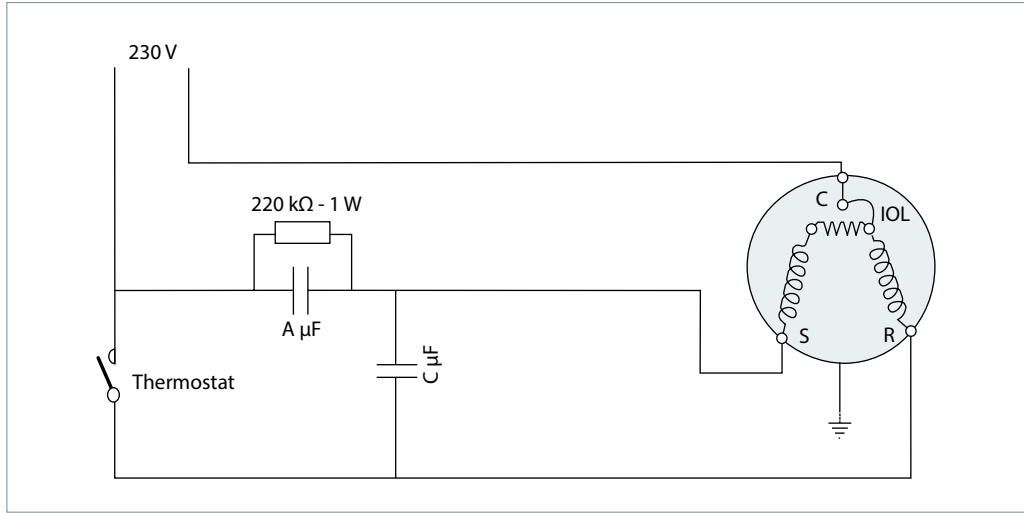 230 V
220 kΩ - 1 W
A µF
C µF
Thermostat
C
IOL
S
R